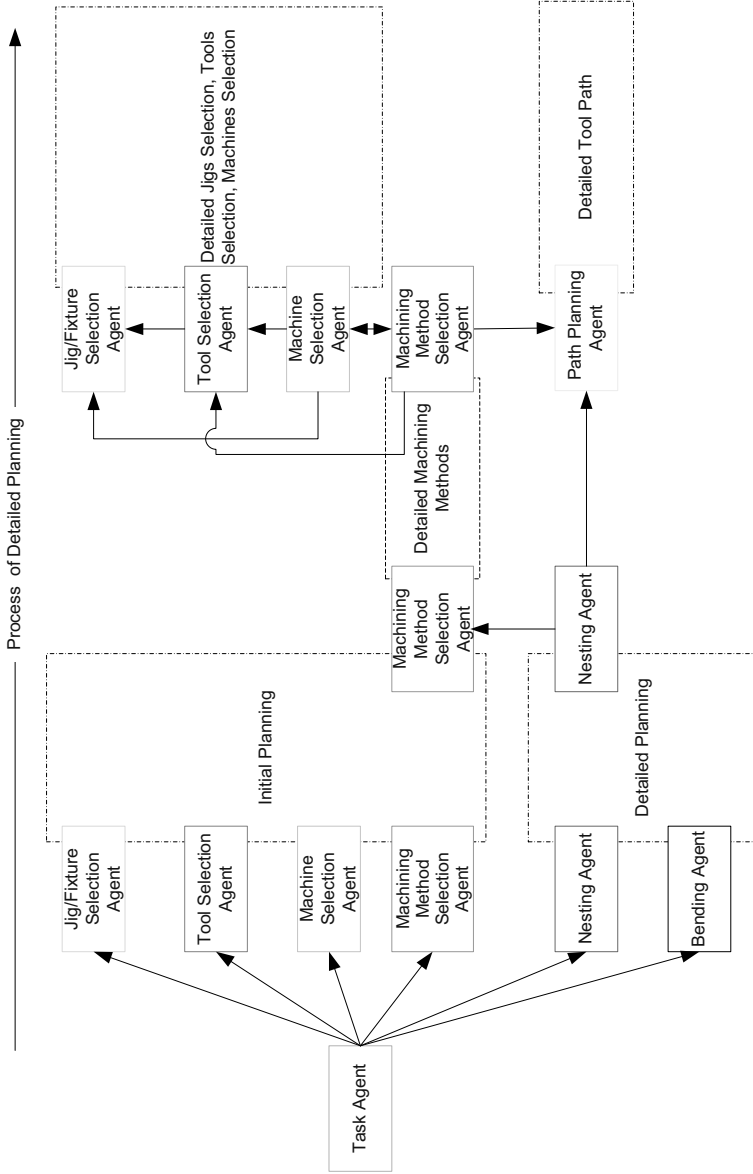 Process of Detailed Planning
Task Agent
Jig/Fixture
Selection
Agent
Tool Selection
Agent
Machine
Selection
Agent
Machining
Method
Selection
Agent
Nesting Agent
Bending Agent
Initial Planning
Detailed Planning
Machining
Method
Selection
Agent
Nesting Agent
Detailed Machining
Methods
Jig/Fixture
Selection
Agent
Tool Selection
Agent
Machine
Selection
Agent
Machining
Method
Selection
Agent
Path Planning
Agent
Detailed Jigs Selection, Tools
Selection, Machines Selection
Detailed Tool Path